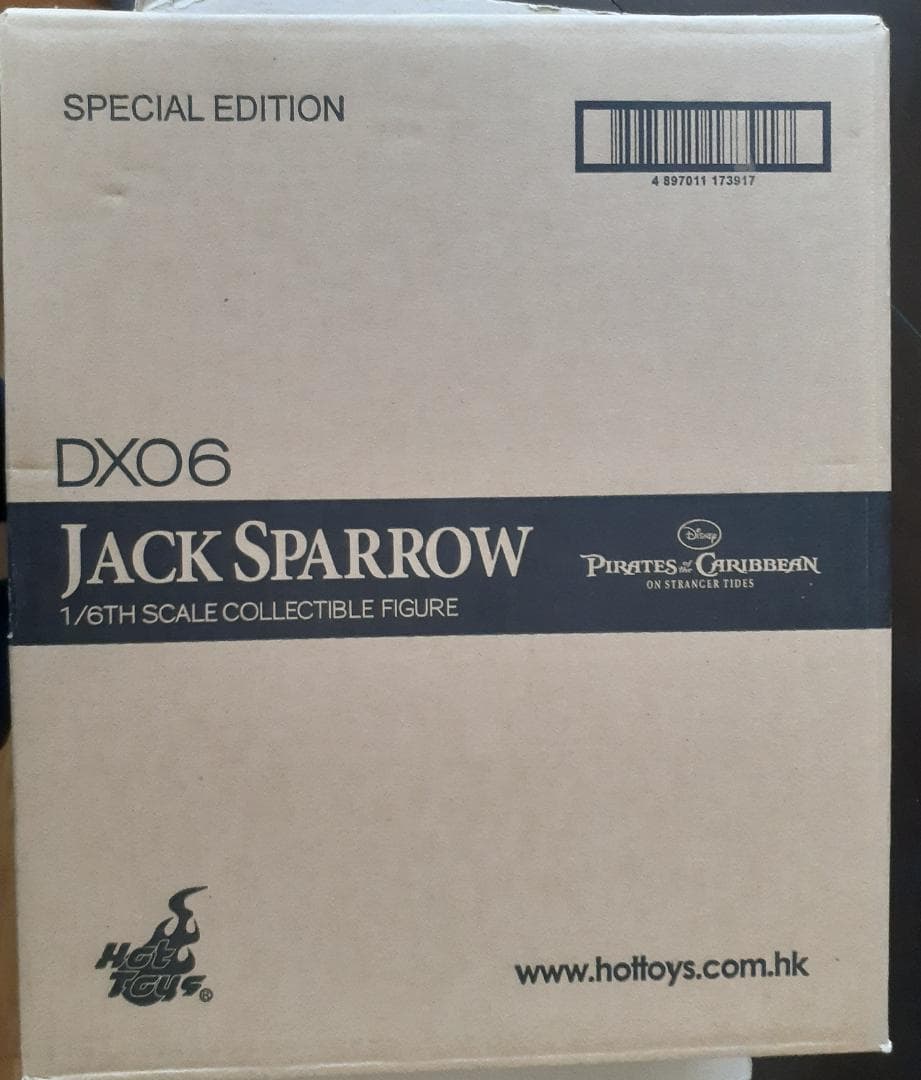 SPECIAL EDITION
4 897011 173917
DX06
JACK SPARROW
1/6TH SCALE COLLECTIBLE FIGURE
Disney
PIRATES of the CARIBBEAN
ON STRANGER TIDES
Hot
Toys®
www.hottoys.com.hk